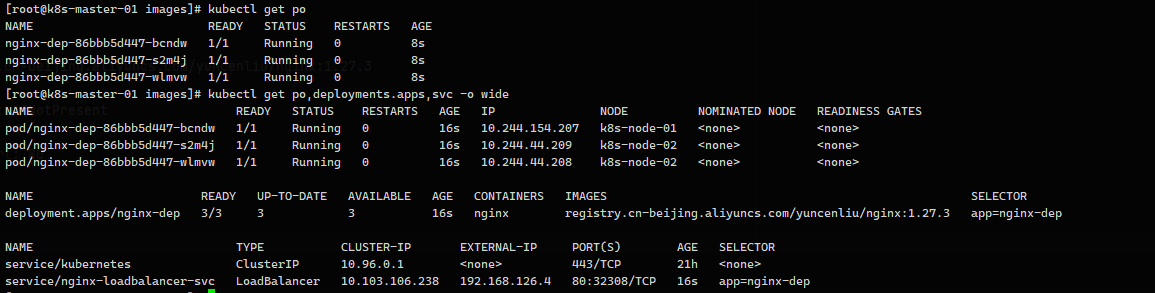 [root@k8s-master-01 images]# kubectl get po
NAME                         READY   STATUS    RESTARTS   AGE
nginx-dep-86bbb5d447-bcndw   1/1     Running   0          8s
nginx-dep-86bbb5d447-s2m4j   1/1     Running   0          8s
nginx-dep-86bbb5d447-wlmvw   1/1     Running   0          8s
[root@k8s-master-01 images]# kubectl get po,deployments.apps,svc -o wide
NAME                             READY   STATUS    RESTARTS   AGE   IP               NODE          NOMINATED NODE   READINESS GATES
pod/nginx-dep-86bbb5d447-bcndw   1/1     Running   0          16s   10.244.154.207   k8s-node-01   <none>           <none>
pod/nginx-dep-86bbb5d447-s2m4j   1/1     Running   0          16s   10.244.44.209    k8s-node-02   <none>           <none>
pod/nginx-dep-86bbb5d447-wlmvw   1/1     Running   0          16s   10.244.44.208    k8s-node-02   <none>           <none>
NAME                        READY   UP-TO-DATE   AVAILABLE   AGE   CONTAINERS   IMAGES                                                   SELECTOR
deployment.apps/nginx-dep   3/3     3            3           16s   nginx        registry.cn-beijing.aliyuncs.com/yuncenliu/nginx:1.27.3   app=nginx-dep
NAME                             TYPE           CLUSTER-IP       EXTERNAL-IP     PORT(S)        AGE   SELECTOR
service/kubernetes               ClusterIP      10.96.0.1        <none>          443/TCP        21h   <none>
service/nginx-loadbalancer-svc   LoadBalancer   10.103.106.238   192.168.126.4   80:32308/TCP   16s   app=nginx-dep